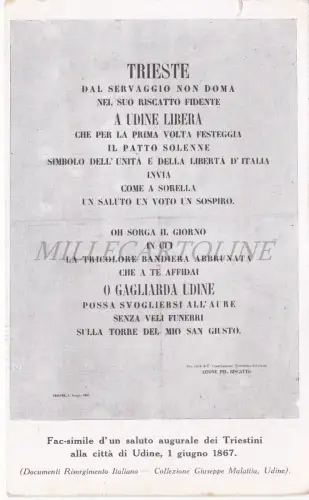 TRIESTE
DAL SERVAGGIO NON DOMA
NEL SUO RISCATTO FIDENTE
A UDINE LIBERA
CHE PER LA PRIMA VOLTA FESTEGGIA
IL PATTO SOLENNE
SIMBOLO DELL' UNITÀ E DELLA LIBERTÀ D' ITALIA
INVIA
COME A SORELLA
UN SALUTO UN VOTO UN SOSPIRO.
OH SORGA IL GIORNO
IN CUI
MILLECARTOLINE
LA TRICOLORE BANDIERA ABBRUNATA
CHE A TE AFFIDAI
O GAGLIARDA UDINE
POSSA SVOGLIERSI ALL' AURE
SENZA VELI FUNEBRI
SULLA TORRE DEL MIO SAN GIUSTO.
Fac-simile d'un saluto augurale dei Triestini
alla città di Udine, 1 giugno 1867.
(Documenti Risorgimento Italiano — Collezione Giuseppe Malattia, Udine).